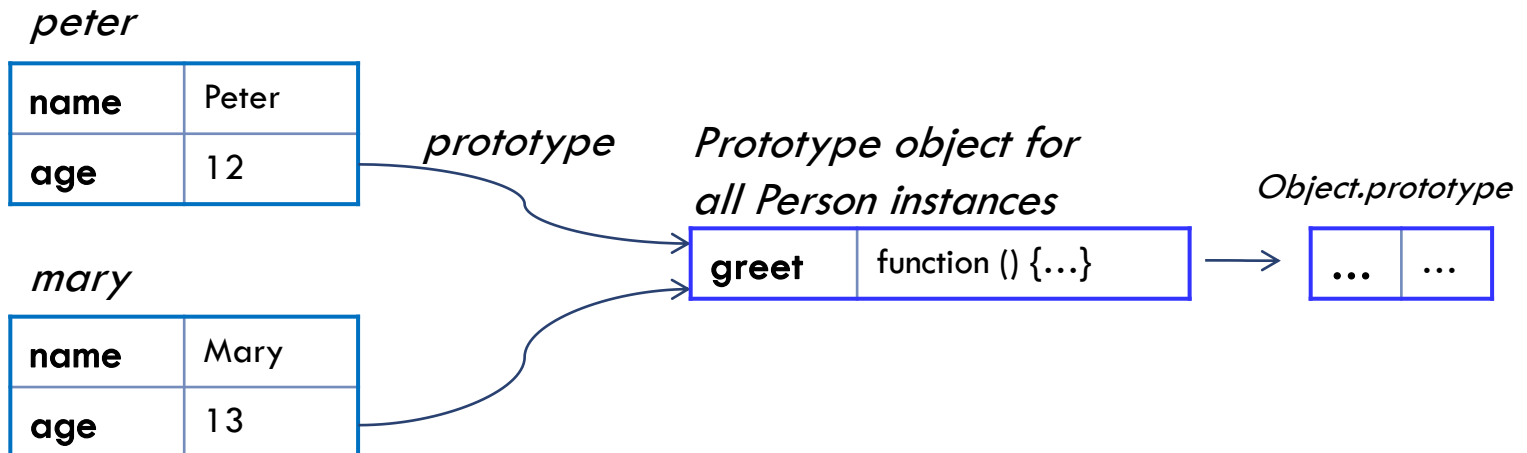 peter
name Peter
age 12
prototype
Prototype object for
all Person instances
greet function () {...}
Object.prototype
... ...
mary
name Mary
age 13